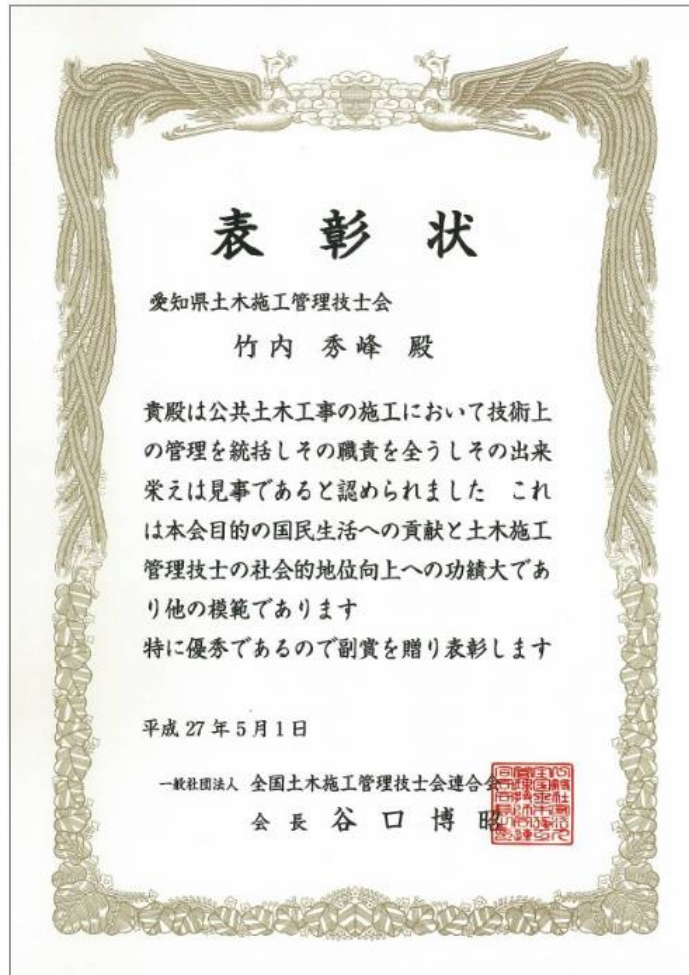 表彰状
愛知県土木施工管理技士会
竹内 秀峰 殿
貴殿は公共土木工事の施工において技術上
の管理を統括しその職責を全うしその出来
栄えは見事であると認められました　これ
は本会目的の国民生活への貢献と土木施工
管理技士の社会的地位向上への功績大であ
り他の模範であります
特に優秀であるので副賞を贈り表彰します
平成27年5月1日
一般社団法人 全国土木施工管理技士会連合会
会長 谷口博昭